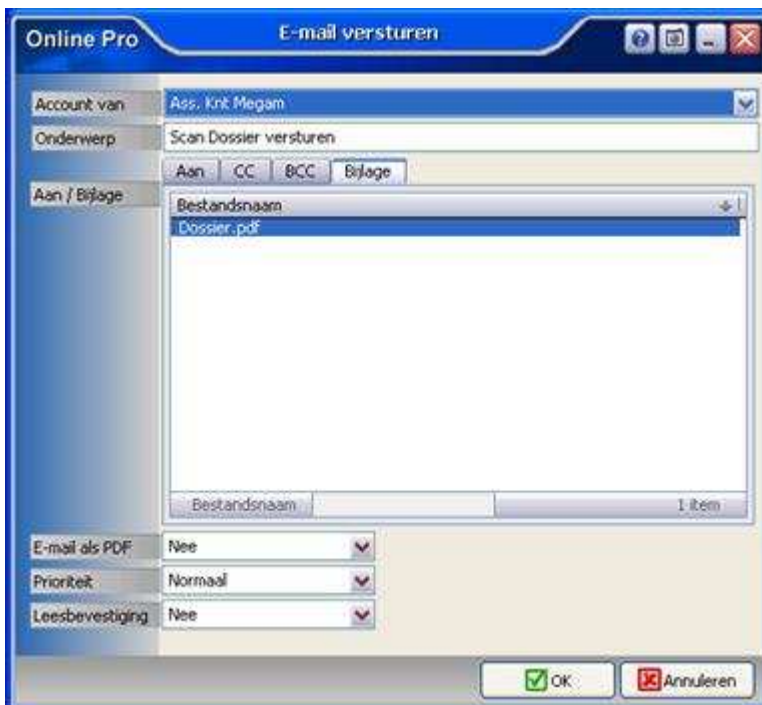 Online Pro
E-mail versturen
Account van
Ass. Knt Megam
Onderwerp
Scan Dossier versturen
Aan CC BCC Bijlage
Aan / Bijlage
Bestandsnaam
Dossier.pdf
Bestandsnaam
1 item
E-mail als PDF
Nee
Prioriteit
Normaal
Leesbevestiging
Nee
OK
Annuleren